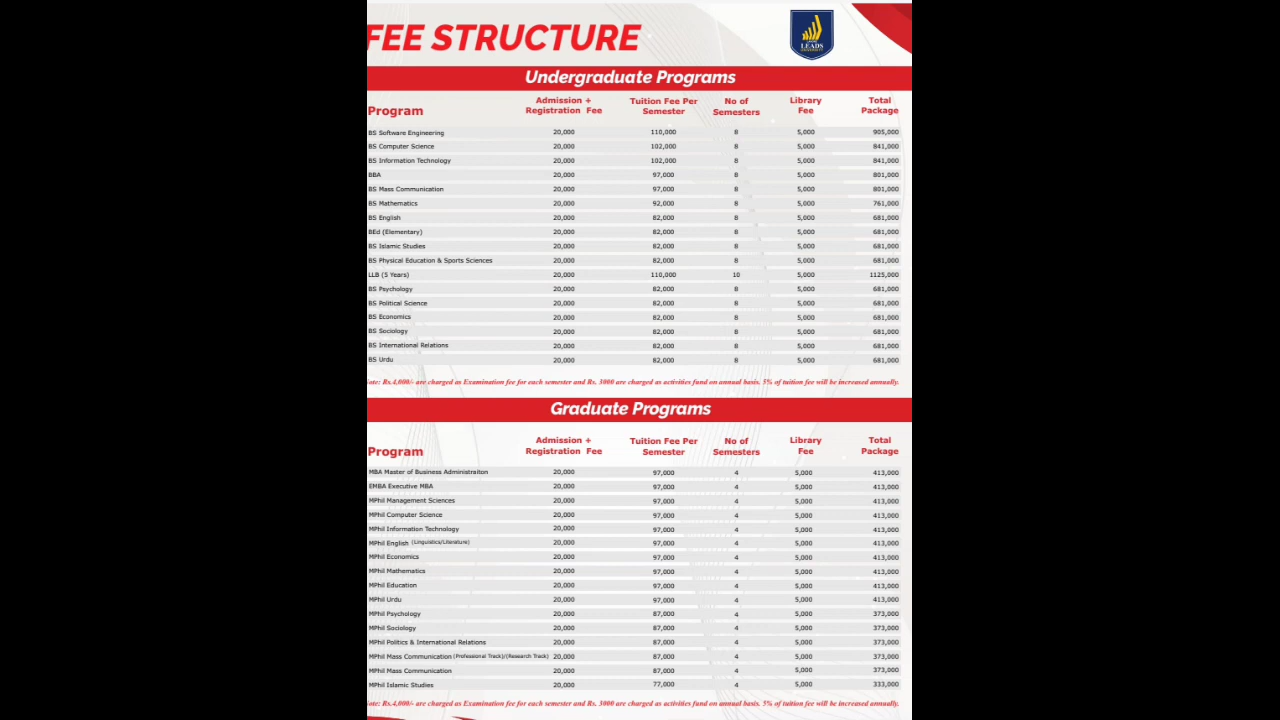 FEE STRUCTURE
LEADS
UNIVERSITY
Undergraduate Programs
Program Admission + Registration Fee Tuition Fee Per Semester No of Semesters Library Fee Total Package
BS Software Engineering 20,000 110,000 8 5,000 905,000
BS Computer Science 20,000 102,000 8 5,000 841,000
BS Information Technology 20,000 102,000 8 5,000 841,000
BBA 20,000 97,000 8 5,000 801,000
BS Mass Communication 20,000 97,000 8 5,000 801,000
BS Mathematics 20,000 92,000 8 5,000 761,000
BS English 20,000 82,000 8 5,000 681,000
BEd (Elementary) 20,000 82,000 8 5,000 681,000
BS Islamic Studies 20,000 82,000 8 5,000 681,000
BS Physical Education & Sports Sciences 20,000 82,000 8 5,000 681,000
LLB (5 Years) 20,000 110,000 10 5,000 1125,000
BS Psychology 20,000 82,000 8 5,000 681,000
BS Political Science 20,000 82,000 8 5,000 681,000
BS Economics 20,000 82,000 8 5,000 681,000
BS Sociology 20,000 82,000 8 5,000 681,000
BS International Relations 20,000 82,000 8 5,000 681,000
BS Urdu 20,000 82,000 8 5,000 681,000
ote: Rs.4,000/- are charged as Examination fee for each semester and Rs. 3000 are charged as activities fund on annual basis. 5% of tuition fee will be increased annually.
Graduate Programs
Program Admission + Registration Fee Tuition Fee Per Semester No of Semesters Library Fee Total Package
MBA Master of Business Administraiton 20,000 97,000 4 5,000 413,000
EMBA Executive MBA 20,000 97,000 4 5,000 413,000
MPhil Management Sciences 20,000 97,000 4 5,000 413,000
MPhil Computer Science 20,000 97,000 4 5,000 413,000
MPhil Information Technology 20,000 97,000 4 5,000 413,000
MPhil English (Linguistics/Literature) 20,000 97,000 4 5,000 413,000
MPhil Economics 20,000 97,000 4 5,000 413,000
MPhil Mathematics 20,000 97,000 4 5,000 413,000
MPhil Education 20,000 97,000 4 5,000 413,000
MPhil Urdu 20,000 97,000 4 5,000 413,000
MPhil Psychology 20,000 87,000 4 5,000 373,000
MPhil Sociology 20,000 87,000 4 5,000 373,000
MPhil Politics & International Relations 20,000 87,000 4 5,000 373,000
MPhil Mass Communication (Professional Track)/(Research Track) 20,000 87,000 4 5,000 373,000
MPhil Mass Communication 20,000 87,000 4 5,000 373,000
MPhil Islamic Studies 20,000 77,000 4 5,000 333,000
ote: Rs.4,000/- are charged as Examination fee for each semester and Rs. 3000 are charged as activities fund on annual basis. 5% of tuition fee will be increased annually.